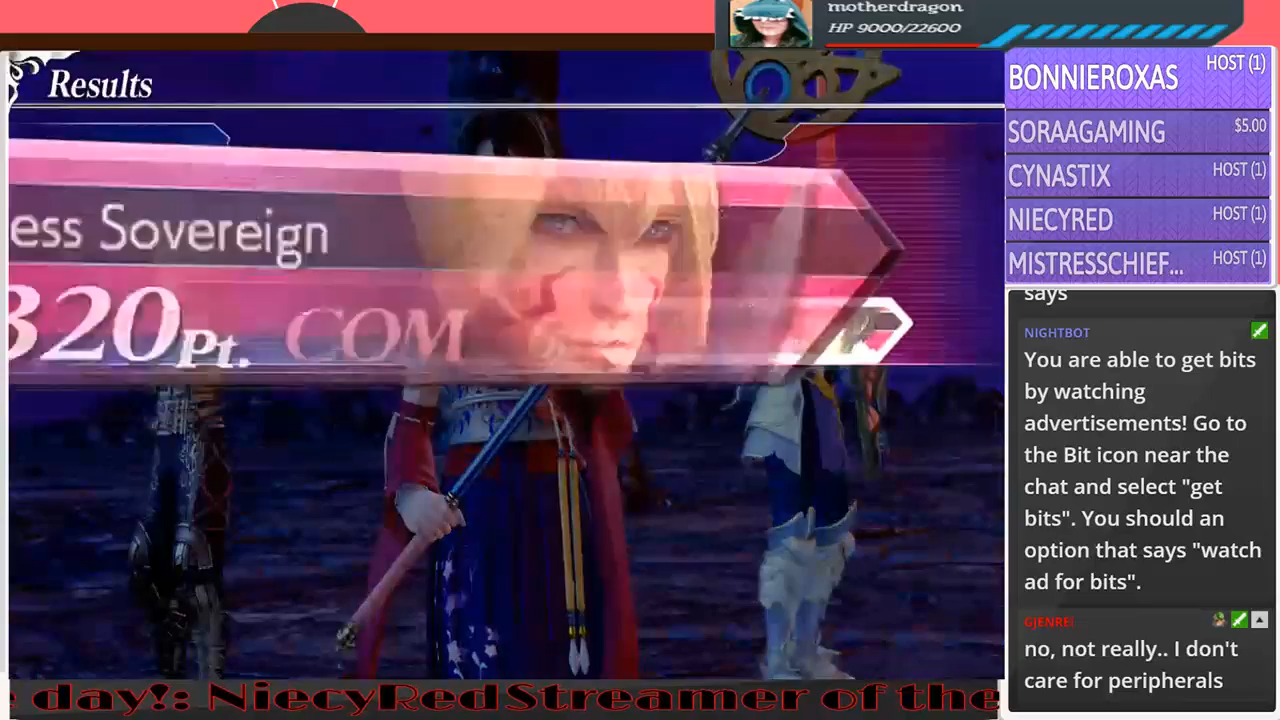 motherdragon
HP 9000/22600
Results
ess Sovereign
320Pt. COM
BONNIEROXAS HOST (1)
SORAAGAMING $5.00
CYNASTIX HOST (1)
NIECYRED HOST (1)
MISTRESSCHIEF... HOST (1)
says
NIGHTBOT
You are able to get bits
by watching
advertisements! Go to
the Bit icon near the
chat and select "get
bits". You should an
option that says "watch
ad for bits".
GJENREI
no, not really.. I don't
care for peripherals
e day!: NiecyRedStreamer of the